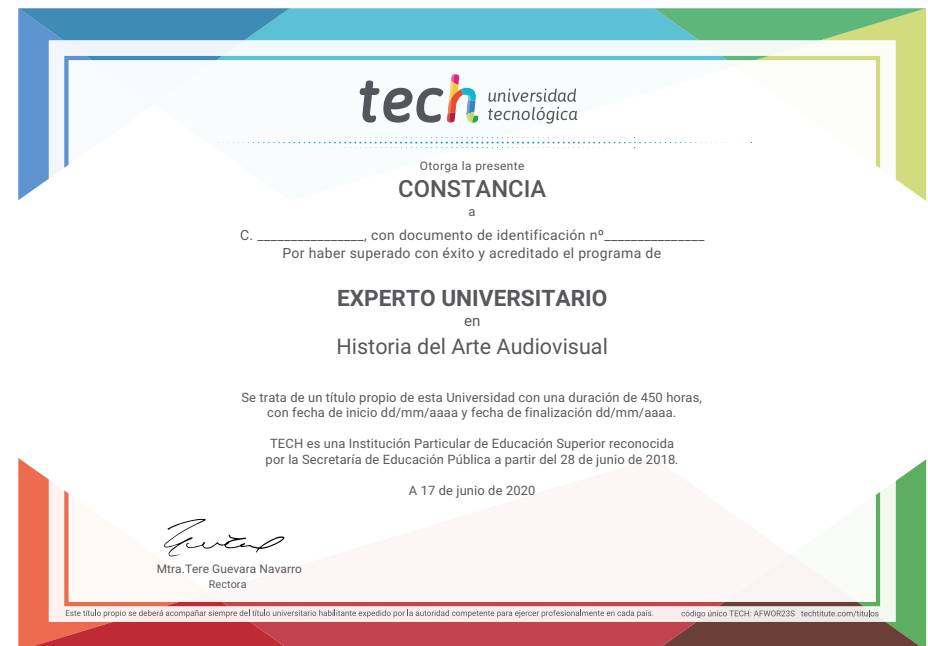 tech universidad
tecnológica
Otorga la presente
CONSTANCIA
a
C. ________________, con documento de identificación nº_______________
Por haber superado con éxito y acreditado el programa de
EXPERTO UNIVERSITARIO
en
Historia del Arte Audiovisual
Se trata de un título propio de esta Universidad con una duración de 450 horas,
con fecha de inicio dd/mm/aaaa y fecha de finalización dd/mm/aaaa.
TECH es una Institución Particular de Educación Superior reconocida
por la Secretaría de Educación Pública a partir del 28 de junio de 2018.
A 17 de junio de 2020
Mtra.Tere Guevara Navarro
Rectora
Este título propio se deberá acompañar siempre del título universitario habilitante expedido por la autoridad competente para ejercer profesionalmente en cada país. código único TECH: AFWOR23S techtitute.com/titulos